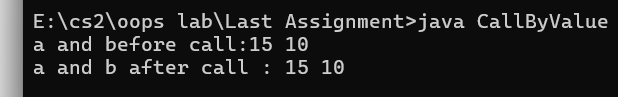 E:\cs2\oops lab\Last Assignment>java CallByValue
a and before call:15 10
a and b after call : 15 10